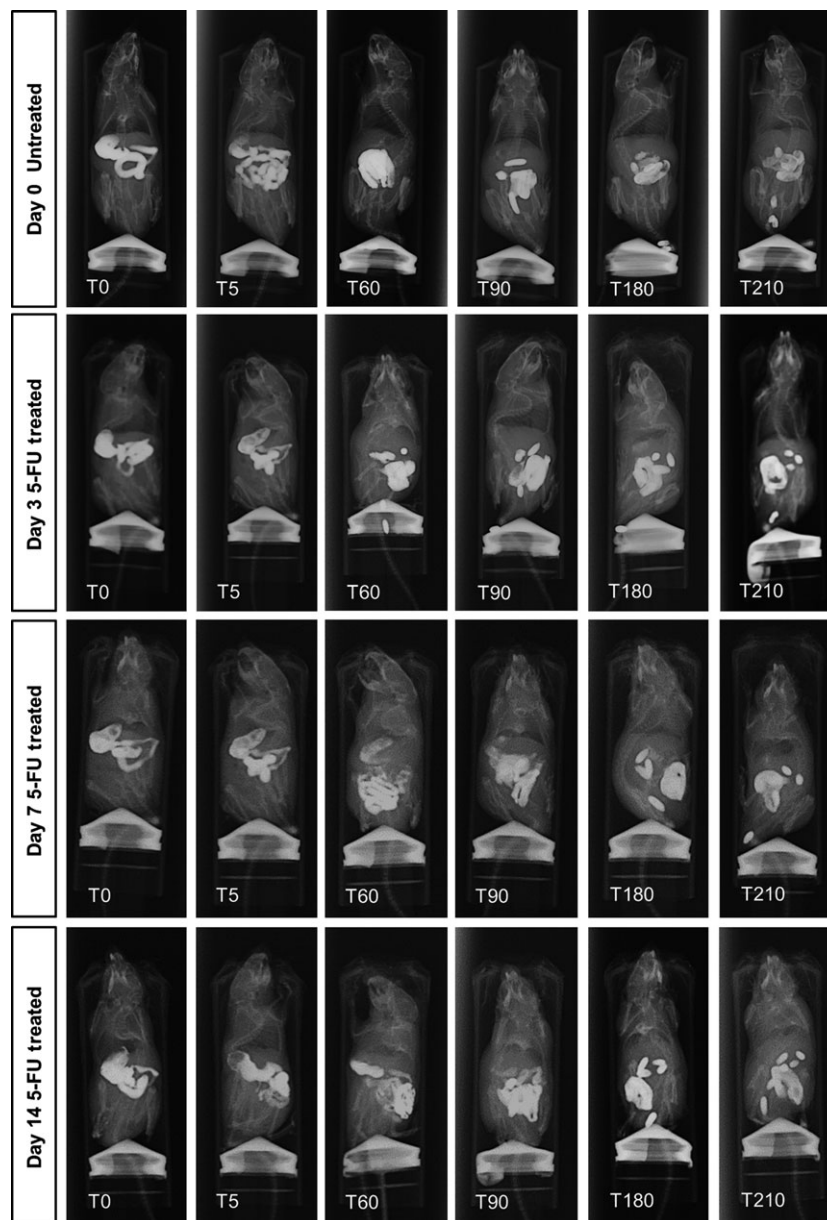 Day 0 Untreated
T0
T5
T60
T90
T180
T210
Day 3 5-FU treated
T0
T5
T60
T90
T180
T210
Day 7 5-FU treated
T0
T5
T60
T90
T180
T210
Day 14 5-FU treated
T0
T5
T60
T90
T180
T210